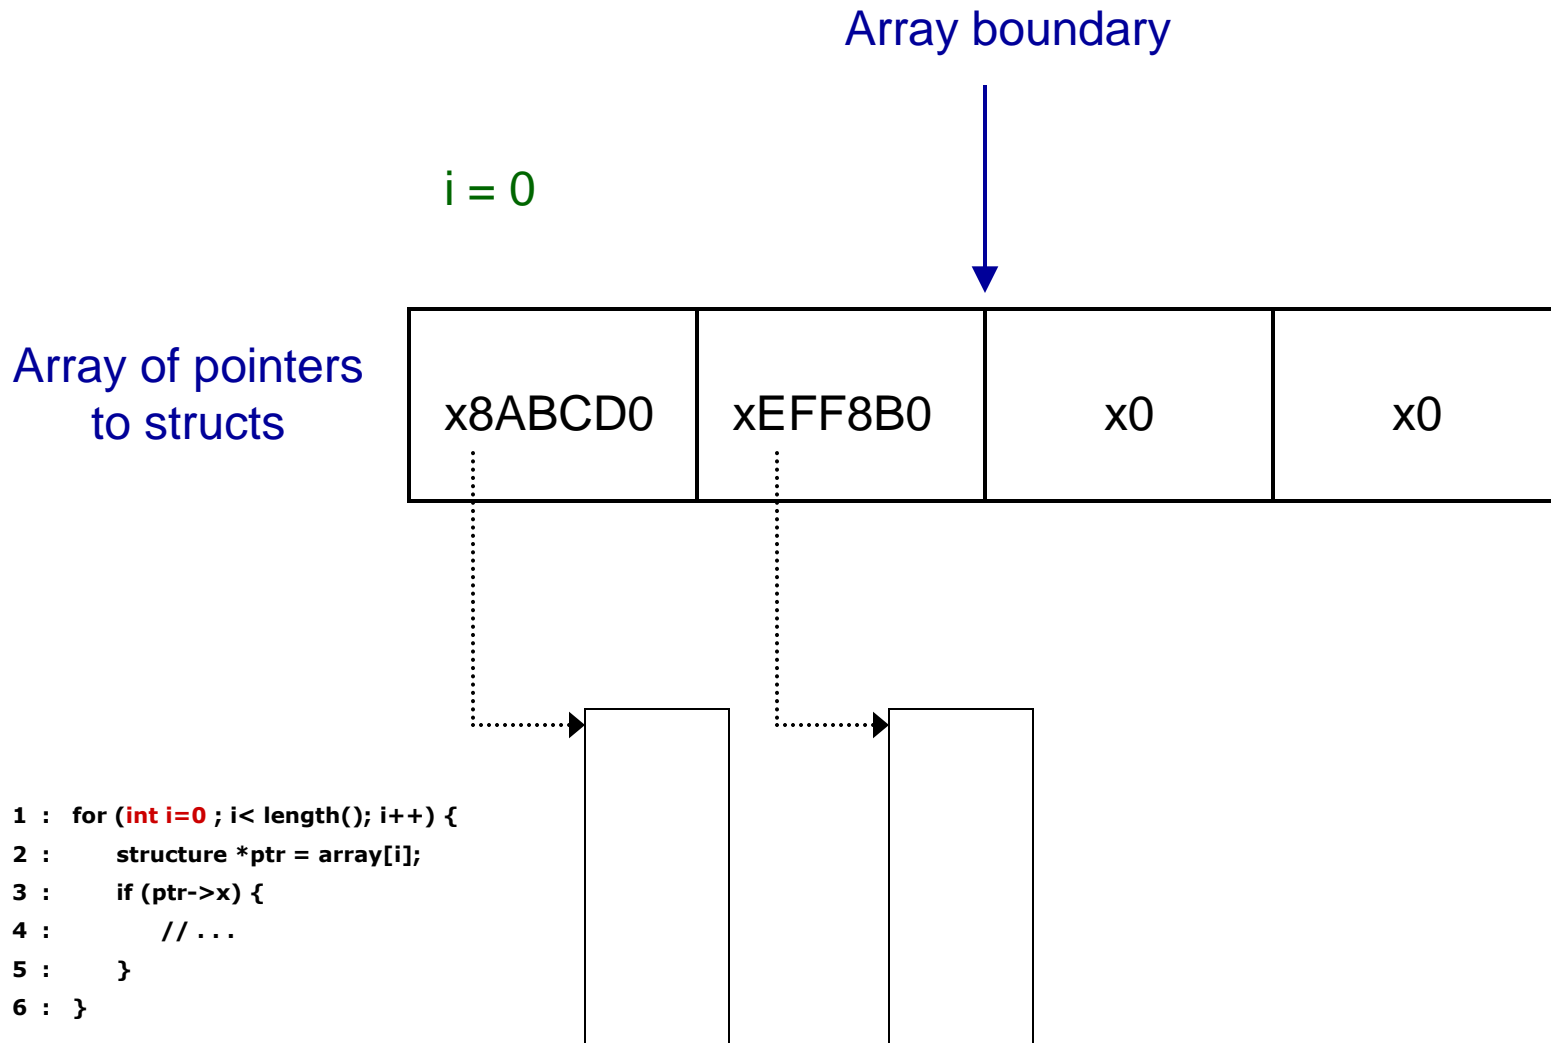 Array boundary
i = 0
Array of pointers
to structs
x8ABCD0 xEFF8B0 x0 x0
1 : for (int i=0 ; i< length(); i++) {
2 : structure *ptr = array[i];
3 : if (ptr->x) {
4 : // . . .
5 : }
6 : }